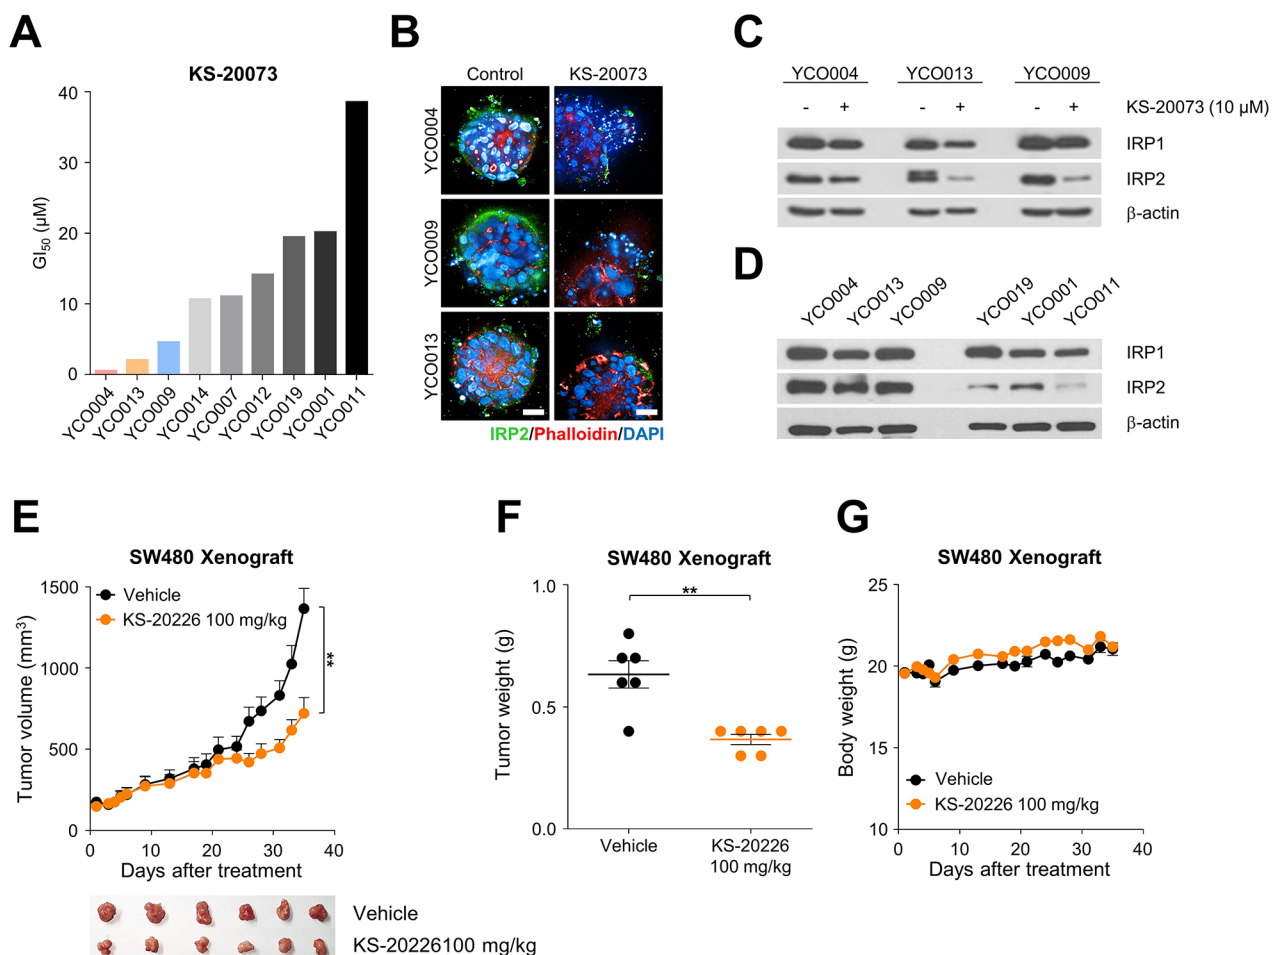 A
KS-20073
GI50 (µM)
40
30
20
10
0
YCO004
YCO013
YCO009
YCO014
YCO007
YCO012
YCO019
YCO001
YCO011
B
Control
KS-20073
YCO004
YCO009
YCO013
IRP2/Phalloidin/DAPI
C
YCO004 YCO013 YCO009
- + - + - + KS-20073 (10 µM)
IRP1
IRP2
β-actin
D
YCO004 YCO013 YCO009 YCO019 YCO001 YCO011
IRP1
IRP2
β-actin
E
SW480 Xenograft
Vehicle
KS-20226 100 mg/kg
**
Tumor volume (mm3)
1500
1000
500
0
0 10 20 30 40
Days after treatment
Vehicle
KS-20226100 mg/kg
F
SW480 Xenograft
**
Tumor weight (g)
1.0
0.5
0.0
Vehicle
KS-20226
100 mg/kg
G
SW480 Xenograft
Body weight (g)
25
20
15
10
Vehicle
KS-20226 100 mg/kg
0 10 20 30 40
Days after treatment